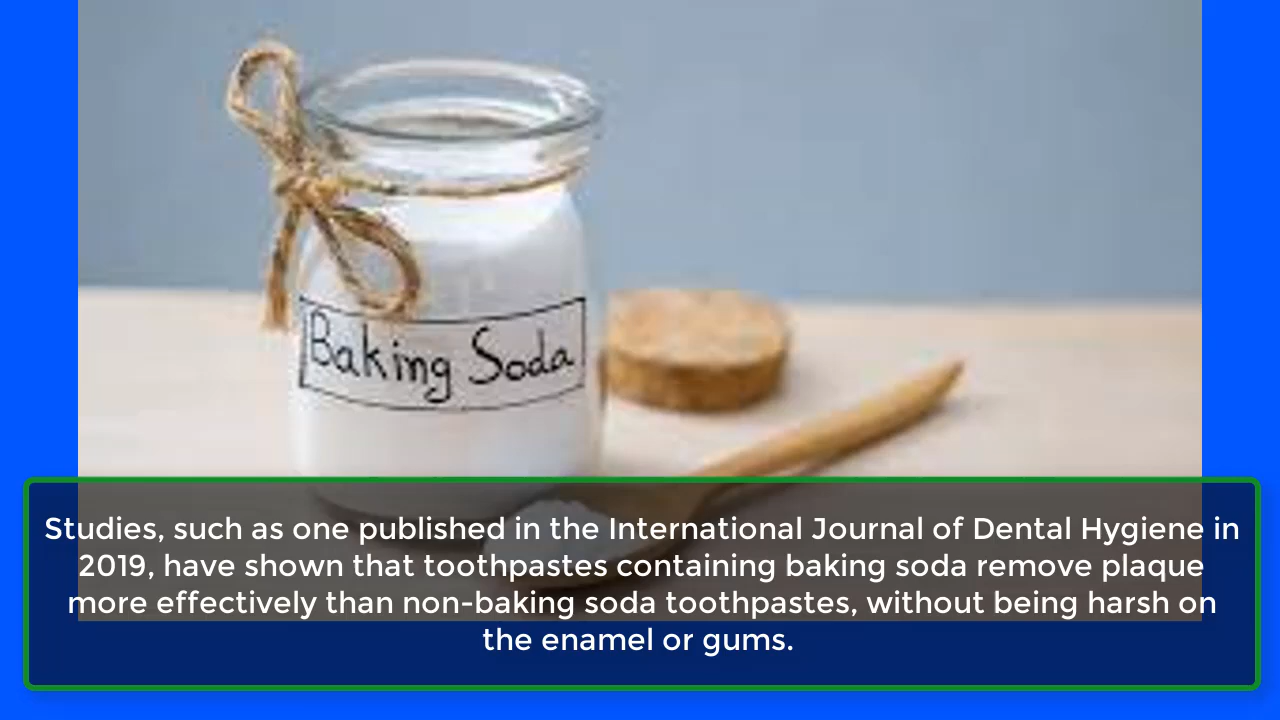 Baking Soda
Studies, such as one published in the International Journal of Dental Hygiene in
2019, have shown that toothpastes containing baking soda remove plaque
more effectively than non-baking soda toothpastes, without being harsh on
the enamel or gums.